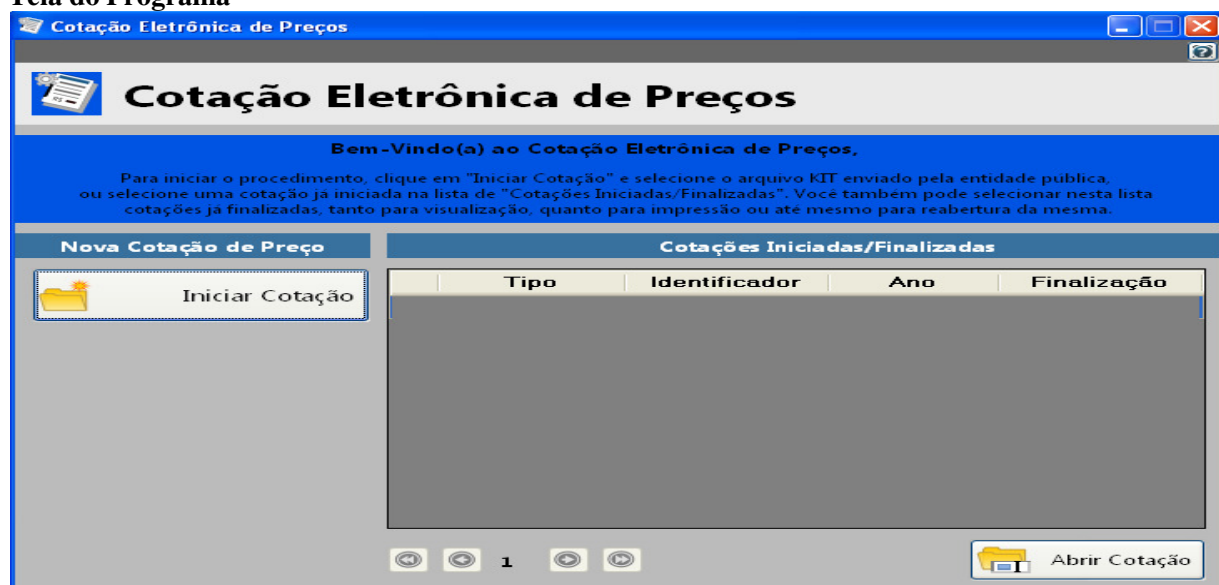 Tela do Programa
Cotação Eletrônica de Preços
Cotação Eletrônica de Preços
Bem-Vindo(a) ao Cotação Eletrônica de Preços,
Para iniciar o procedimento, clique em "Iniciar Cotação" e selecione o arquivo KIT enviado pela entidade pública,
ou selecione uma cotação já iniciada na lista de "Cotações Iniciadas/Finalizadas". Você também pode selecionar nesta lista
cotações já finalizadas, tanto para visualização, quanto para impressão ou até mesmo para reabertura da mesma.
Nova Cotação de Preço
Cotações Iniciadas/Finalizadas
Iniciar Cotação
Tipo Identificador Ano Finalização
1
Abrir Cotação